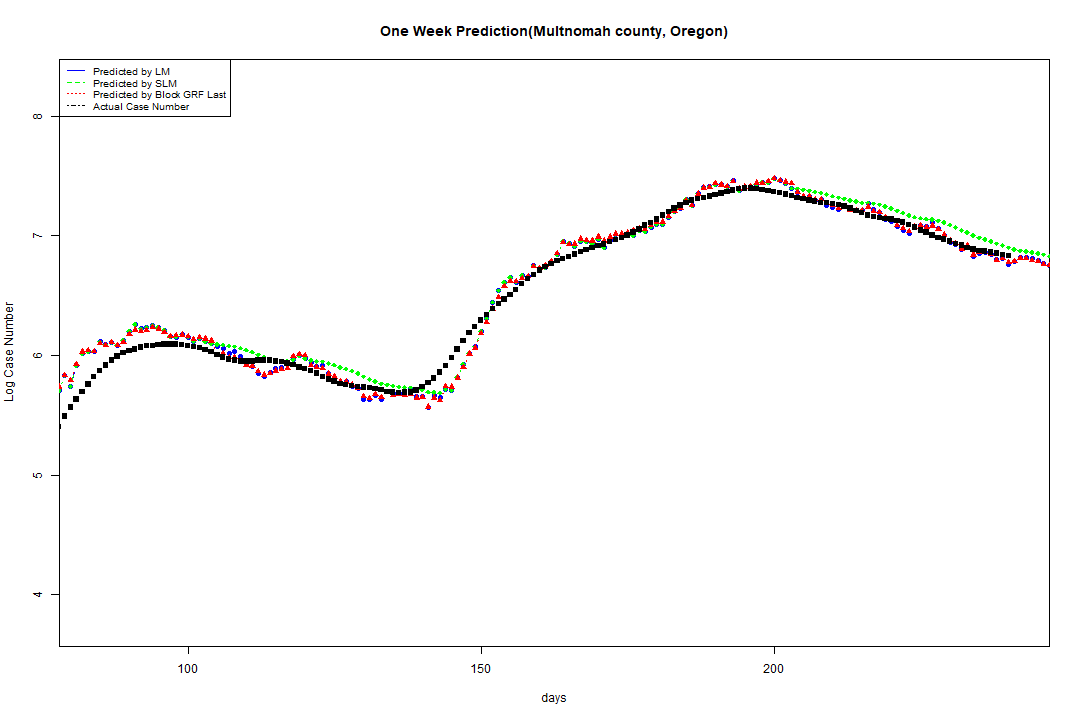 One Week Prediction(Multnomah county, Oregon)
Predicted by LM
Predicted by SLM
Predicted by Block GRF Last
Actual Case Number
Log Case Number
8
7
6
5
4
100
150
200
days